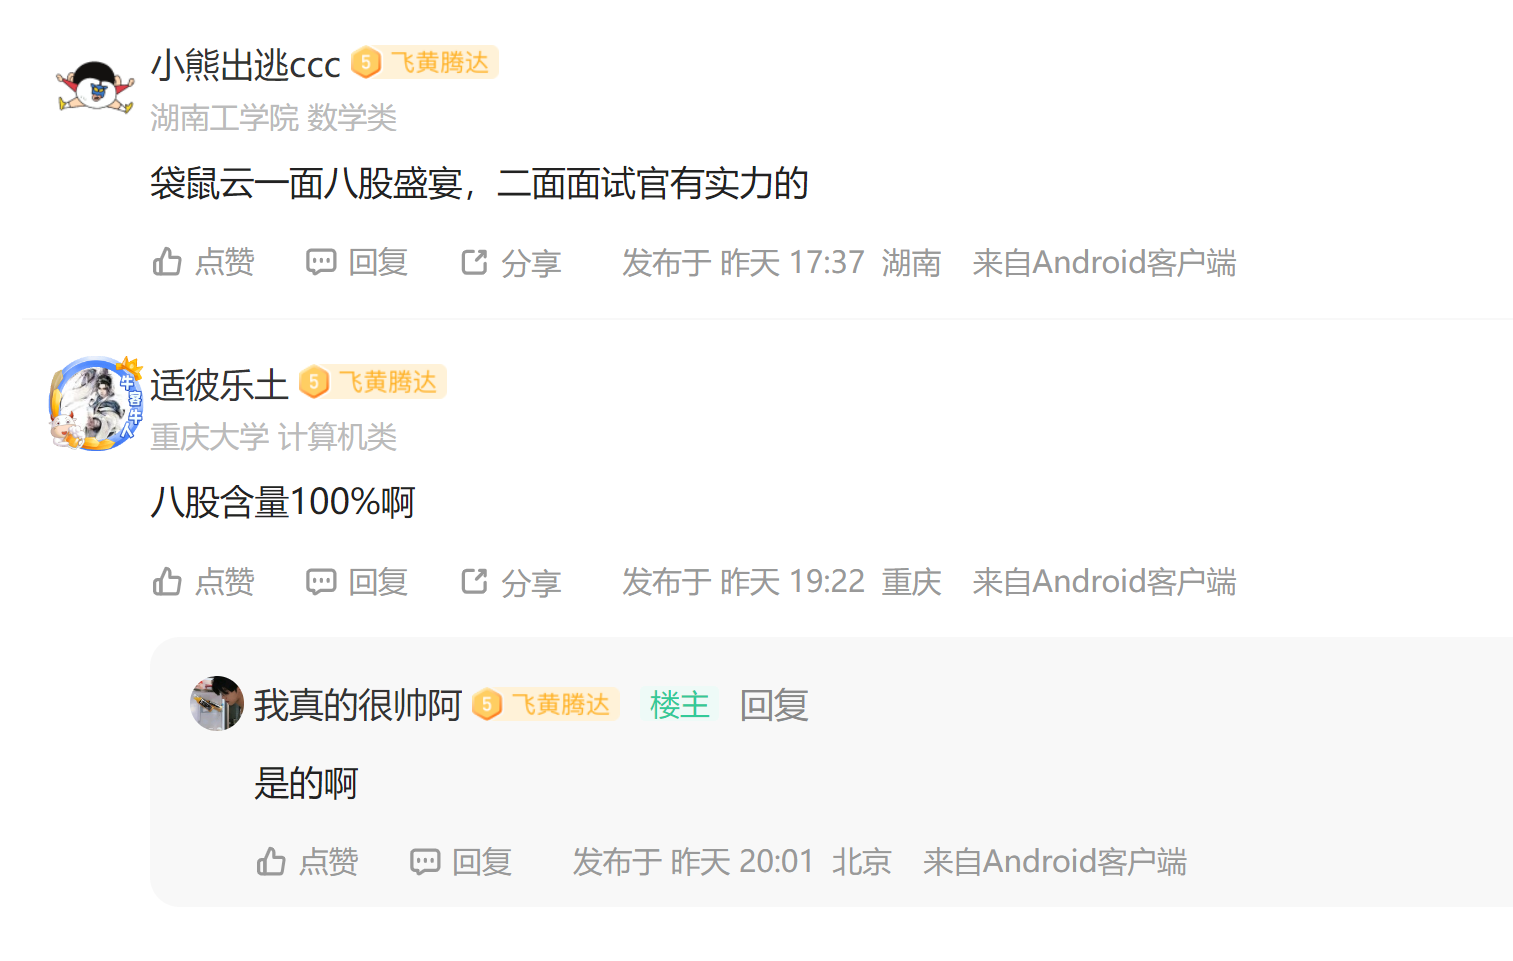 小熊出逃ccc 5 飞黄腾达
湖南工学院 数学类
袋鼠云一面八股盛宴，二面面试官有实力的
点赞 回复 分享 发布于 昨天 17:37 湖南 来自Android客户端
适彼乐土 5 飞黄腾达
牛客牛人
重庆大学 计算机类
八股含量100%啊
点赞 回复 分享 发布于 昨天 19:22 重庆 来自Android客户端
我真的很帅阿 5 飞黄腾达 楼主 回复
是的啊
点赞 回复 发布于 昨天 20:01 北京 来自Android客户端